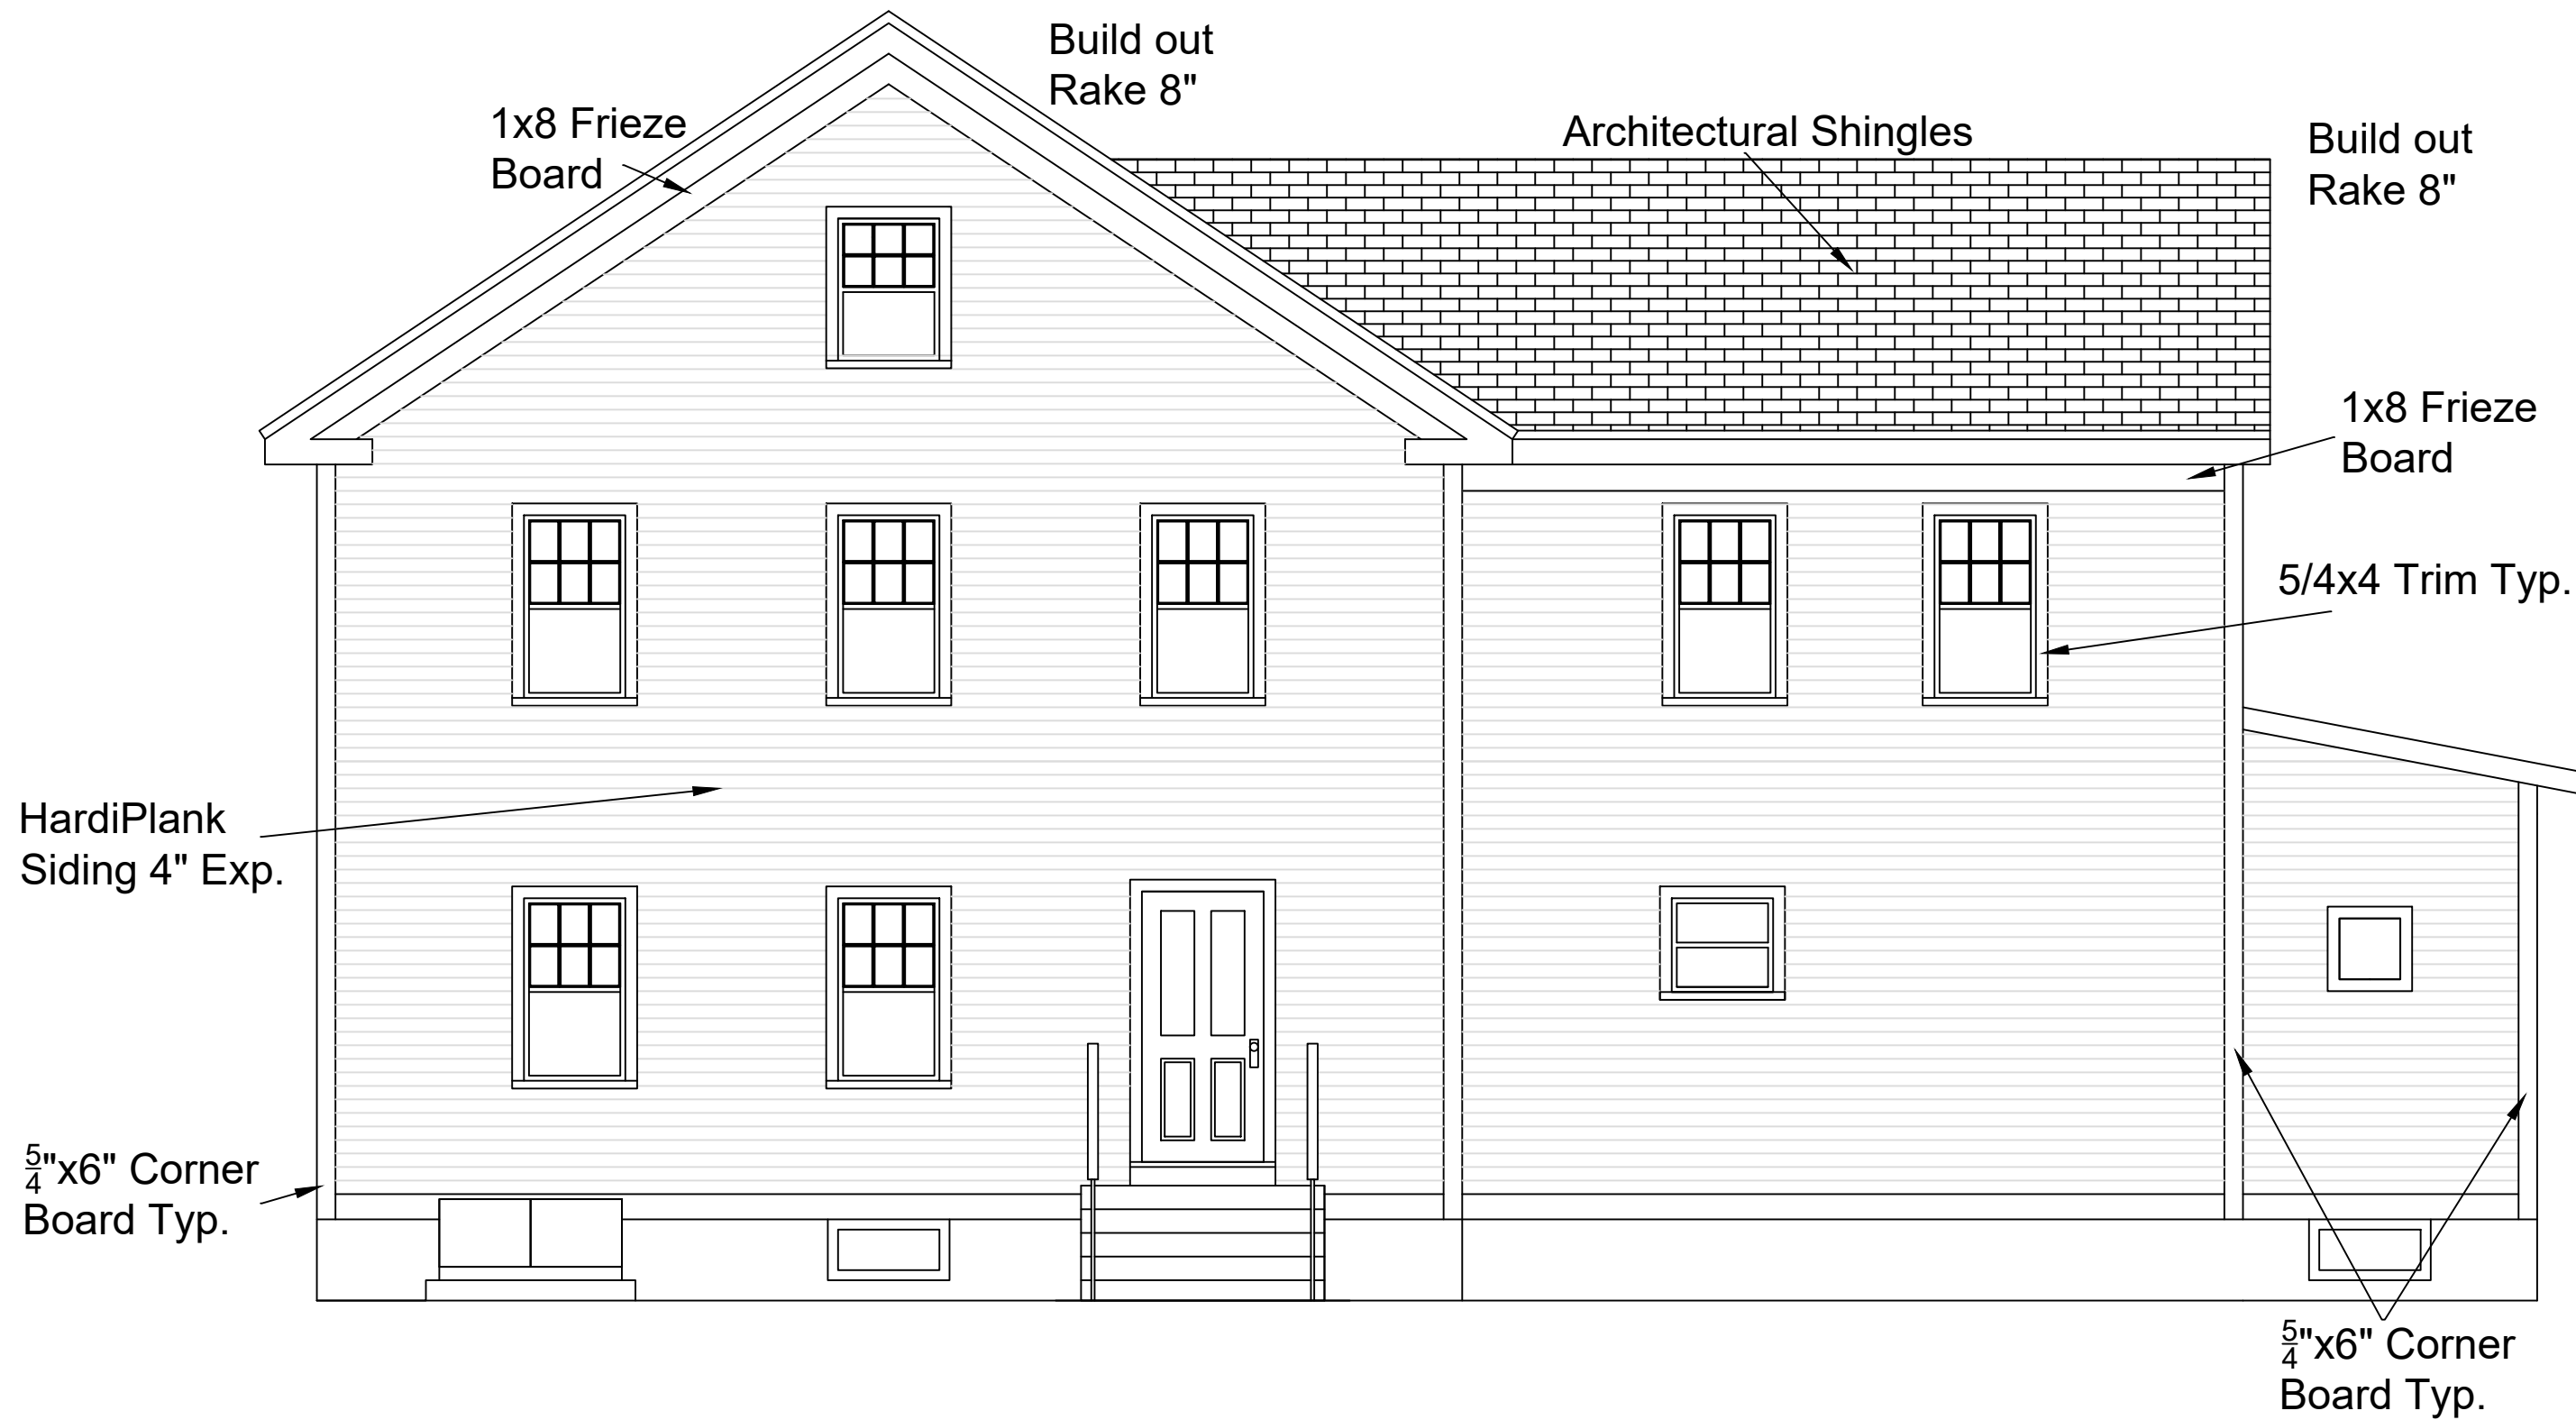 Build out
Rake 8"
1x8 Frieze
Board
Architectural Shingles
Build out
Rake 8"
1x8 Frieze
Board
5/4x4 Trim Typ.
HardiPlank
Siding 4" Exp.
5/4"x6" Corner
Board Typ.
5/4"x6" Corner
Board Typ.